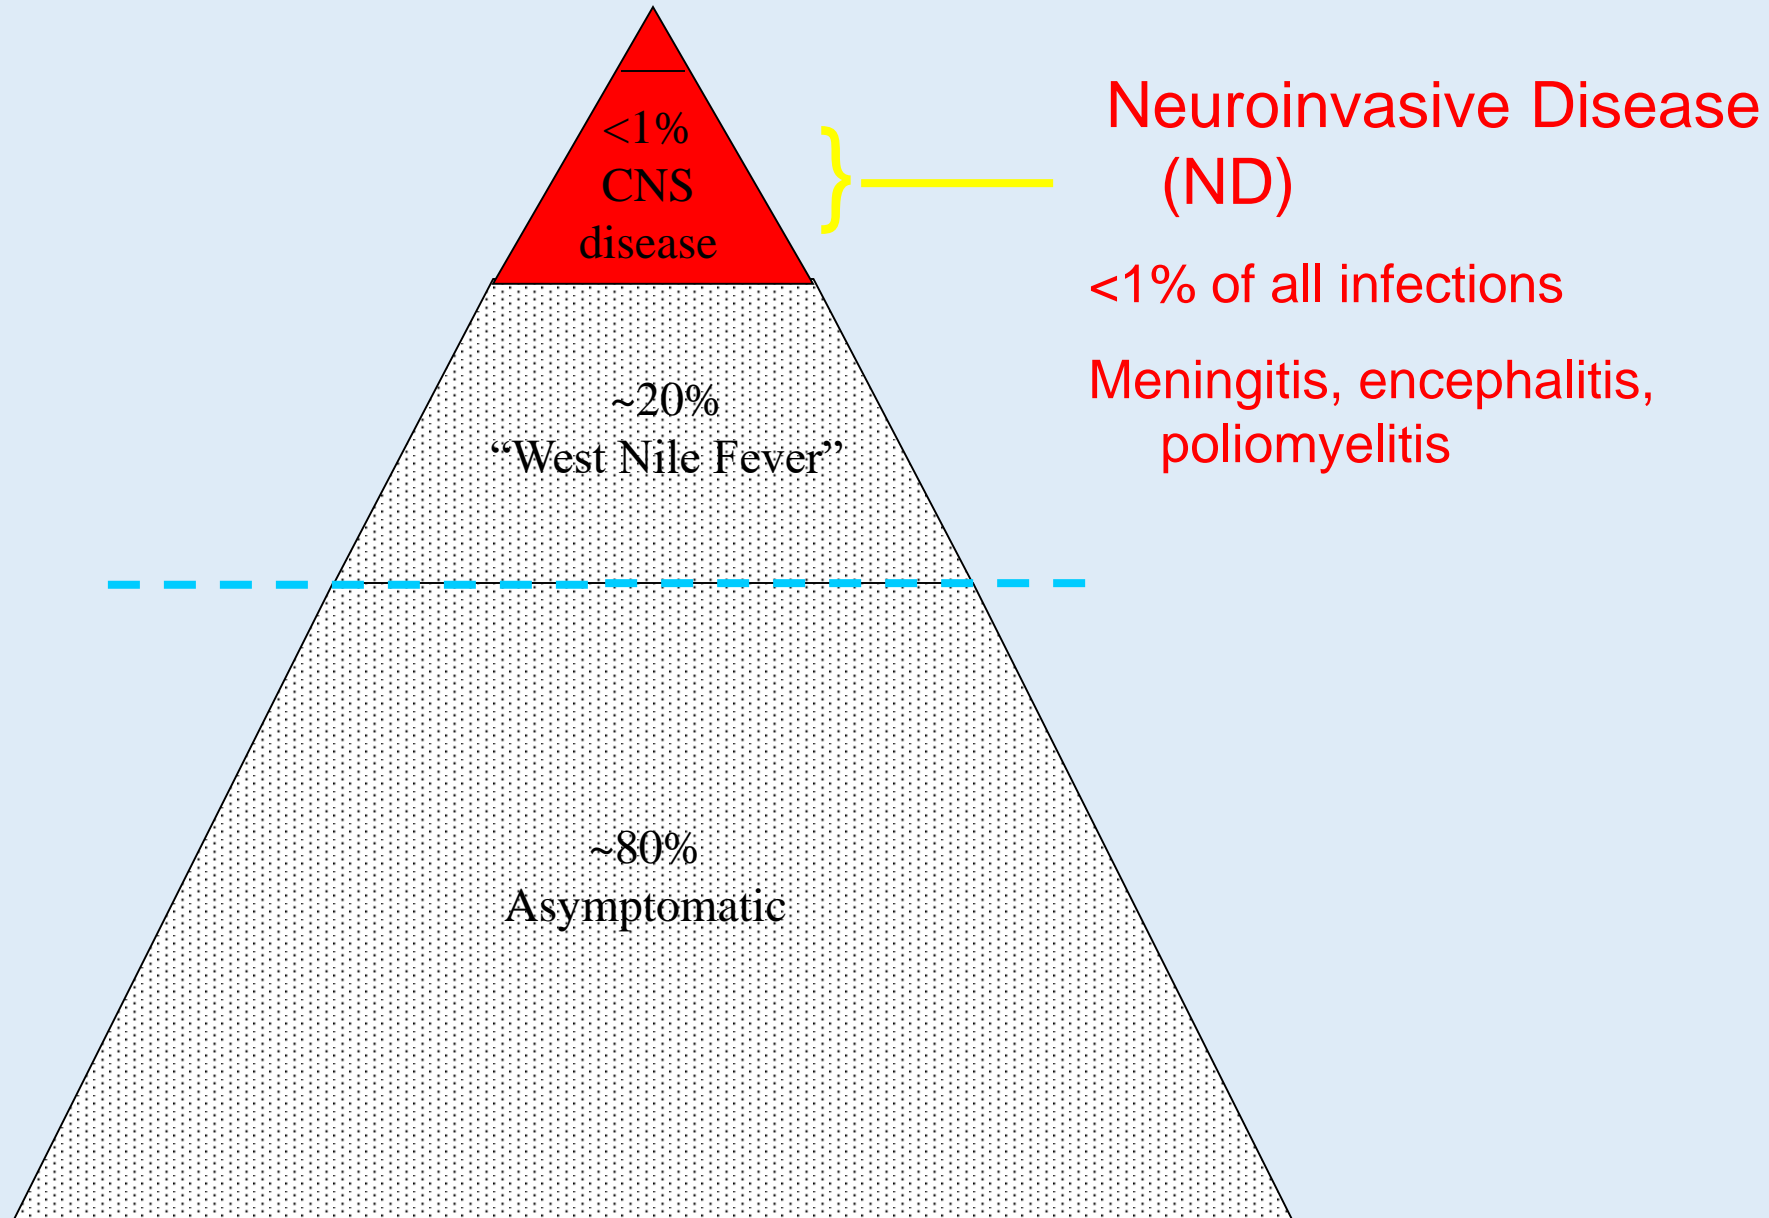 <1%
CNS
disease
Neuroinvasive Disease
(ND)
<1% of all infections
Meningitis, encephalitis,
poliomyelitis
~20%
“West Nile Fever”
~80%
Asymptomatic